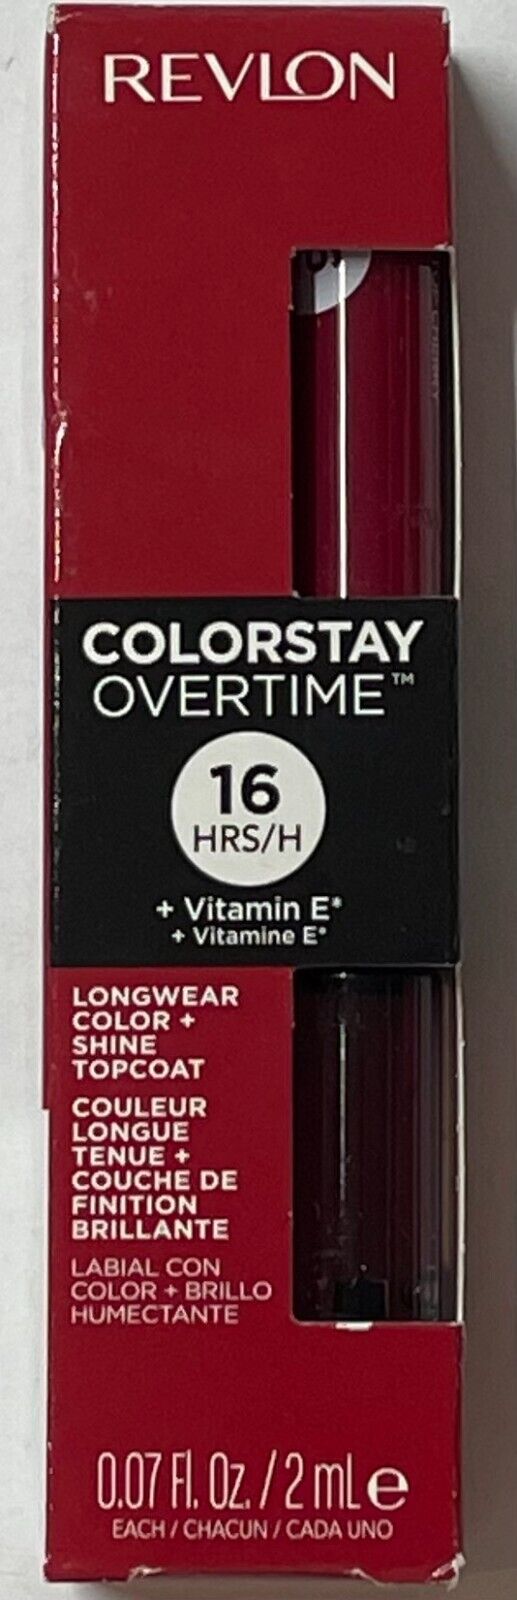 REVLON
COLORSTAY
OVERTIME™
16
HRS/H
+ Vitamin E*
+ Vitamine E*
LONGWEAR
COLOR +
SHINE
TOPCOAT
COULEUR
LONGUE
TENUE +
COUCHE DE
FINITION
BRILLANTE
LABIAL CON
COLOR + BRILLO
HUMECTANTE
0.07 Fl. Oz. / 2 mL e
EACH / CHACUN / CADA UNO